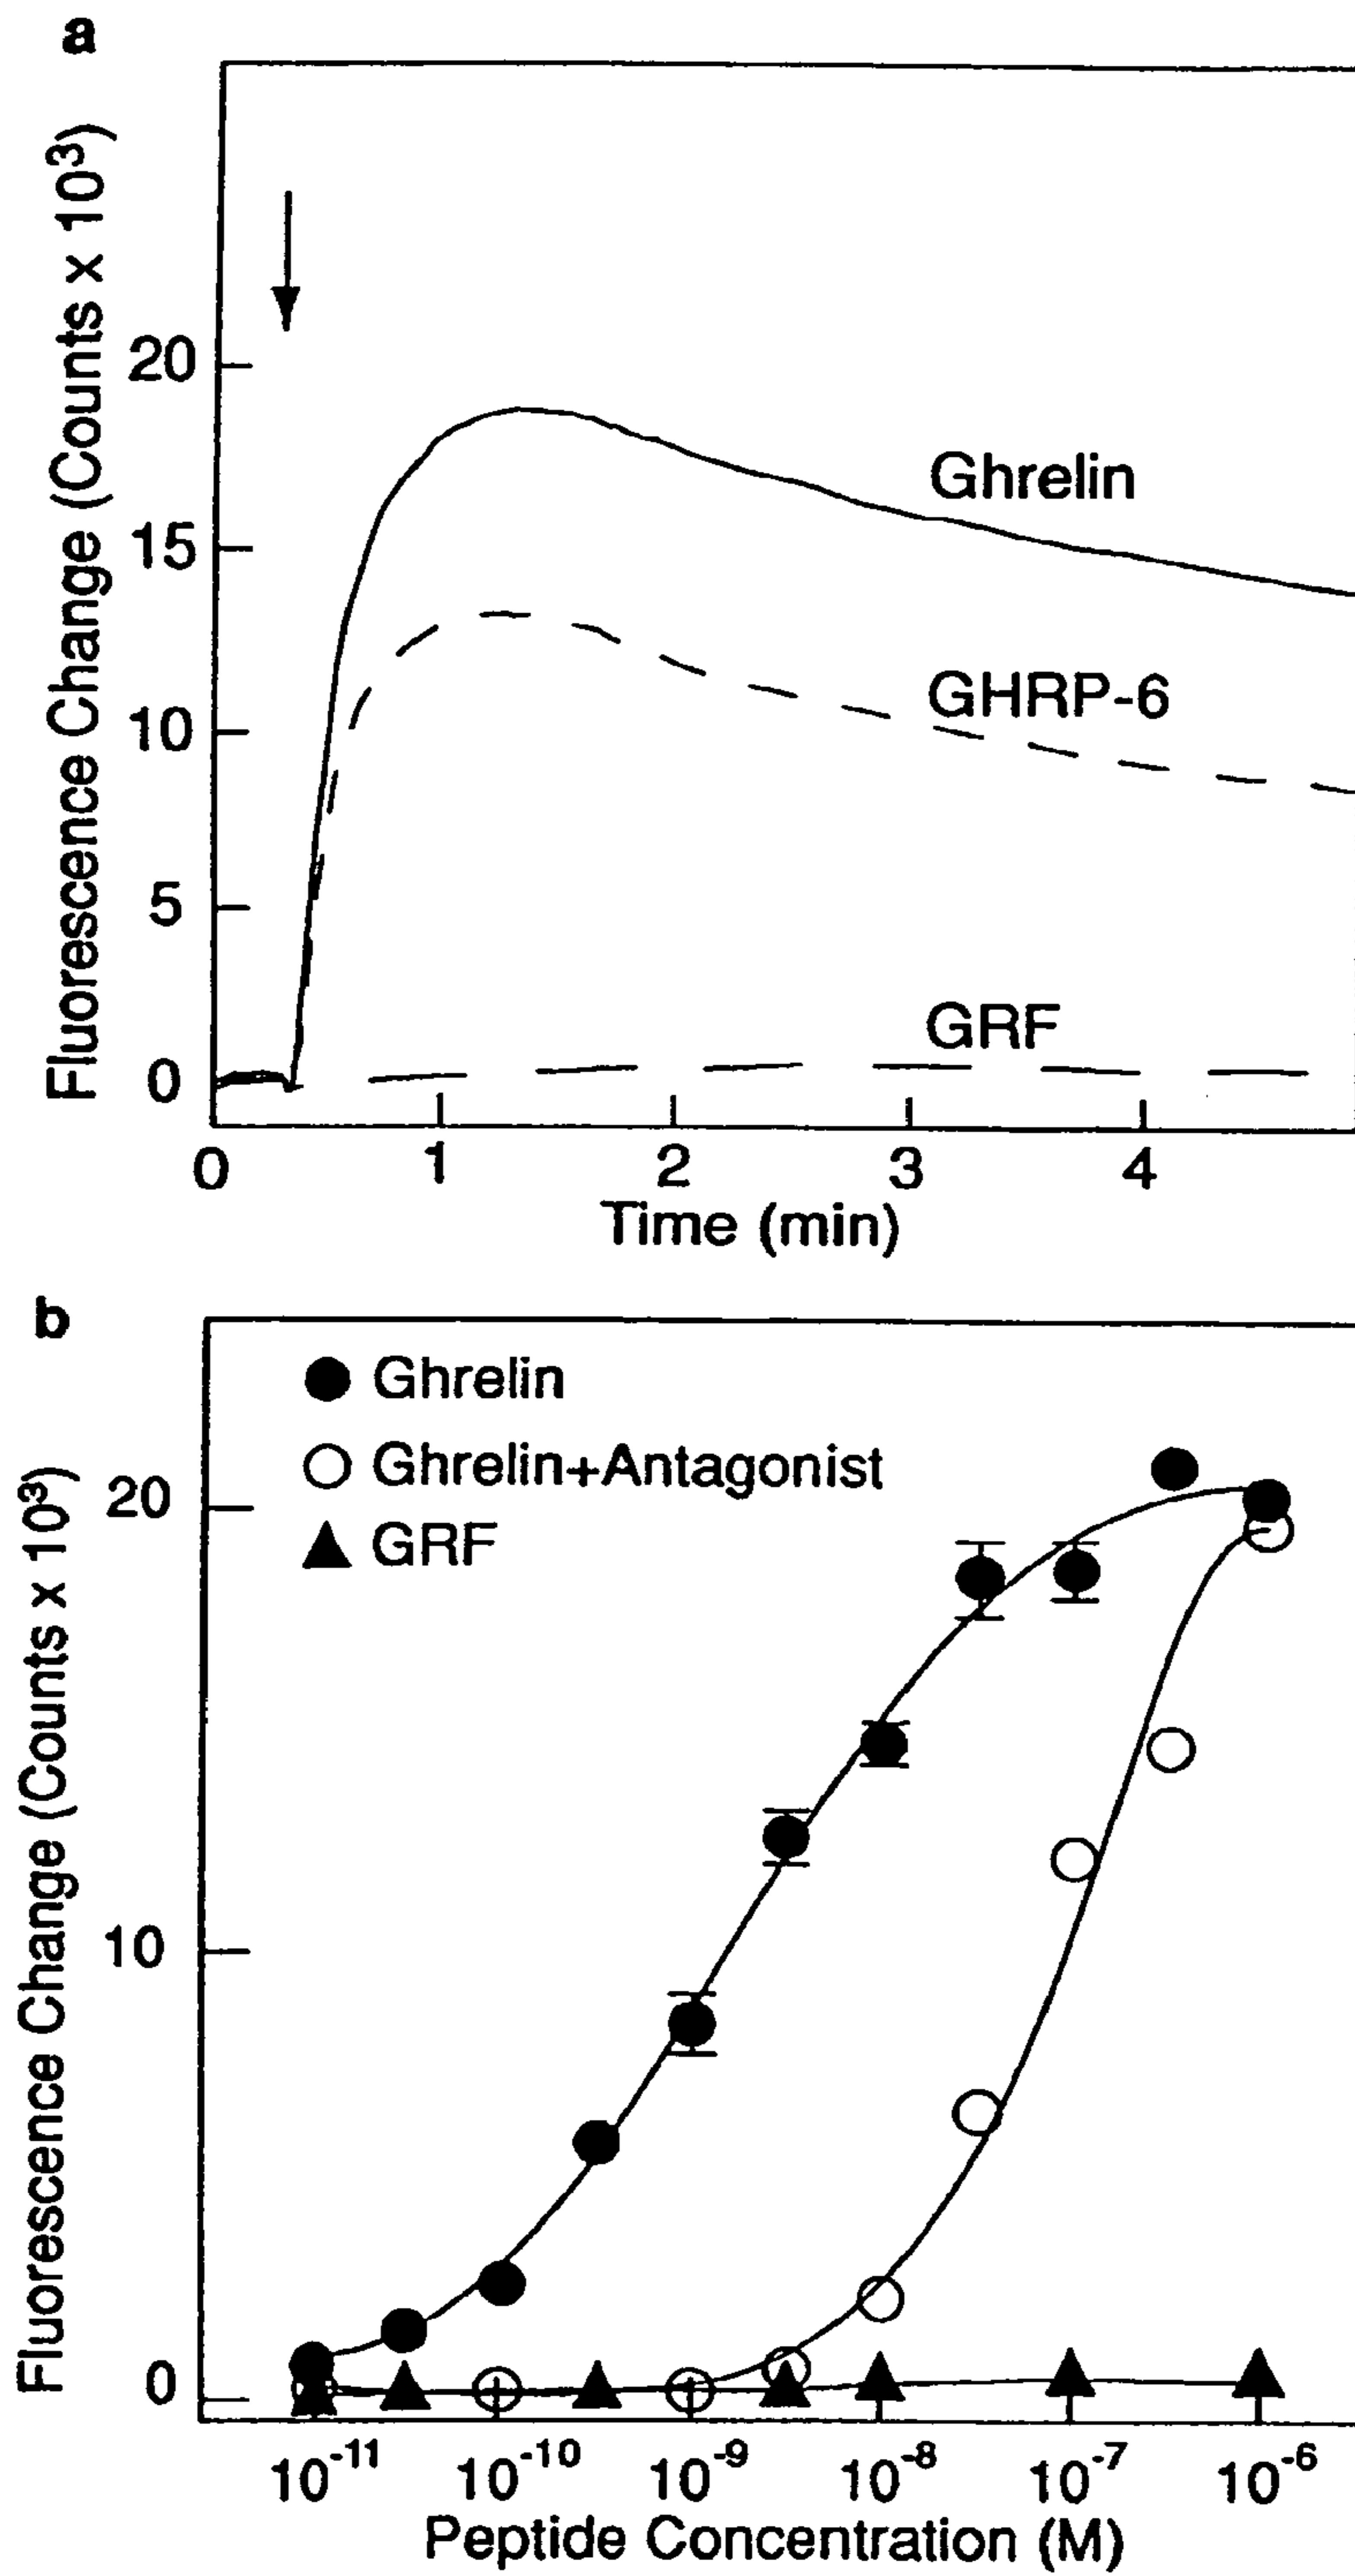 a
Fluorescence Change (Counts x 10³)
20
15
10
5
0
Ghrelin
GHRP-6
GRF
0 1 2 3 4
Time (min)
b
Fluorescence Change (Counts x 10³)
20
10
0
Ghrelin
Ghrelin+Antagonist
GRF
10⁻¹¹ 10⁻¹⁰ 10⁻⁹ 10⁻⁸ 10⁻⁷ 10⁻⁶
Peptide Concentration (M)